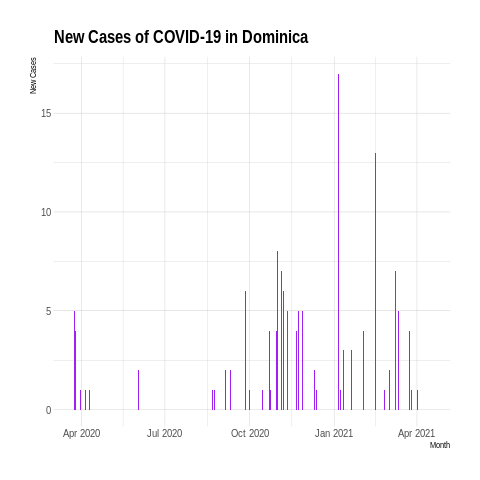 New Cases of COVID-19 in Dominica
New Cases
15
10
5
0
Apr 2020 Jul 2020 Oct 2020 Jan 2021 Apr 2021
Month